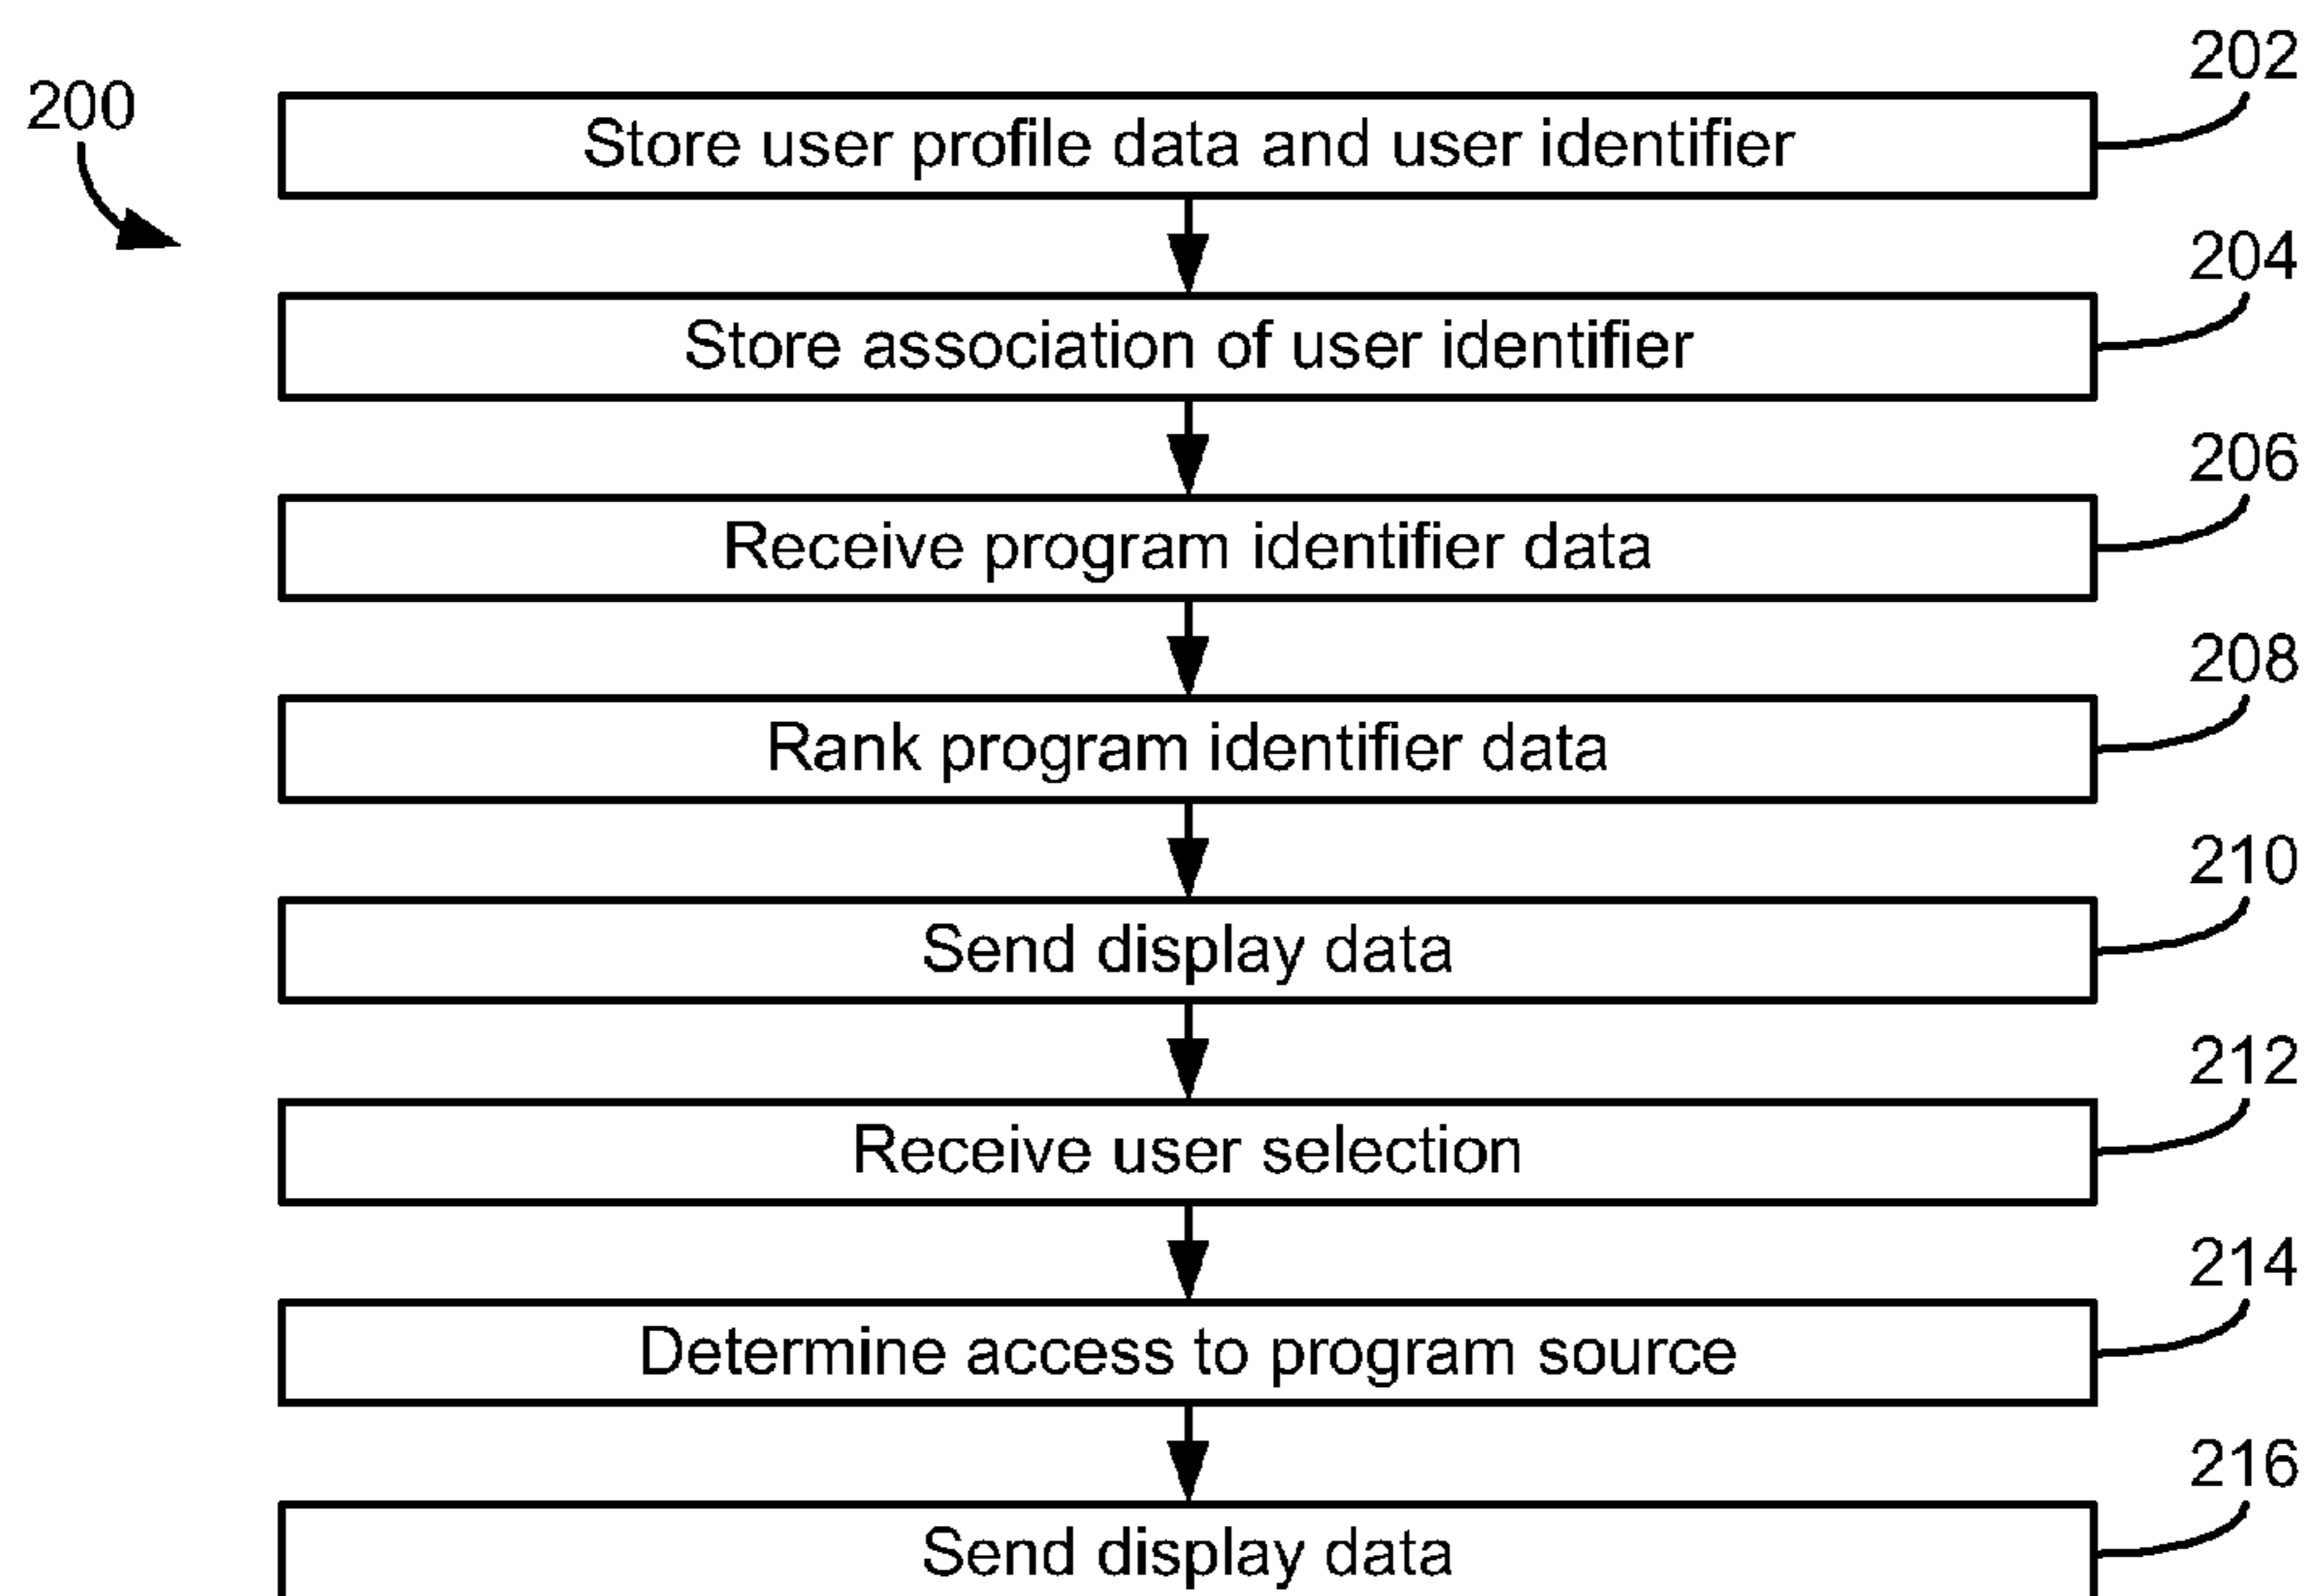 202
200
Store user profile data and user identifier
204
Store association of user identifier
206
Receive program identifier data
208
Rank program identifier data
210
Send display data
212
Receive user selection
214
Determine access to program source
216
Send display data